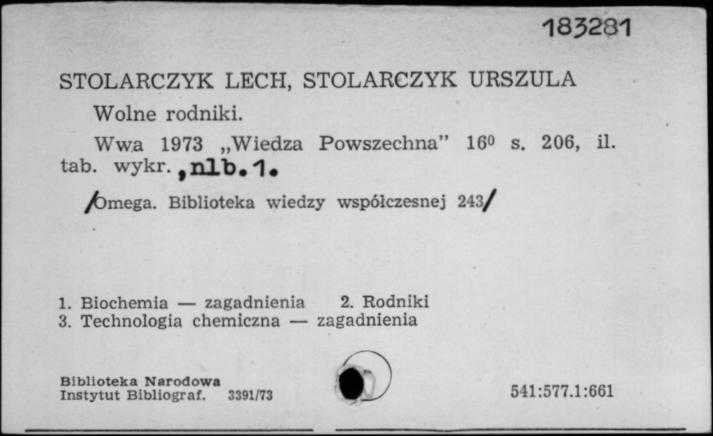 183281
STOLARCZYK LECH, STOLARCZYK URSZULA
Wolne rodniki.
Wwa 1973 „Wiedza Powszechna” 16⁰ s. 206, il.
tab. wykr. , nlb. 1.
/Omega. Biblioteka wiedzy współczesnej 243/
1. Biochemia — zagadnienia 2. Rodniki
3. Technologia chemiczna — zagadnienia
Biblioteka Narodowa
Instytut Bibliograf. 3391/73
541:577.1:661